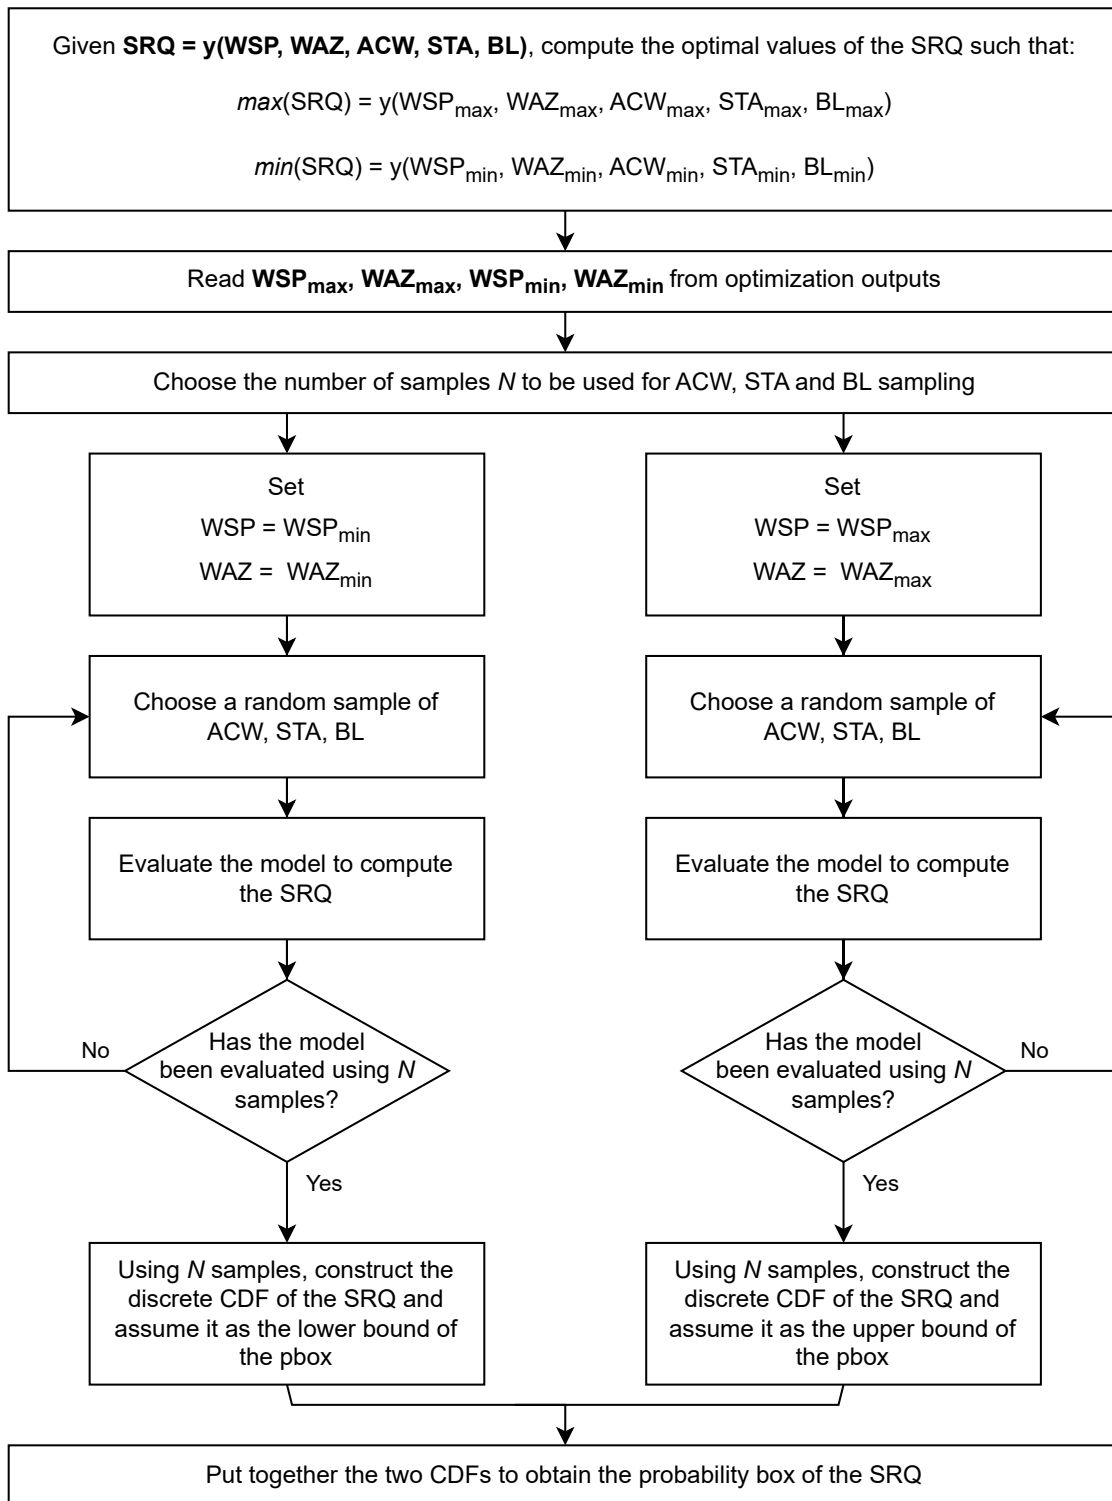 Given SRQ = y(WSP, WAZ, ACW, STA, BL), compute the optimal values of the SRQ such that:
max(SRQ) = y(WSPmax, WAZmax, ACWmax, STAmax, BLmax)
min(SRQ) = y(WSPmin, WAZmin, ACWmin, STAmin, BLmin)
Read WSPmax, WAZmax, WSPmin, WAZmin from optimization outputs
Choose the number of samples N to be used for ACW, STA and BL sampling
Set
WSP = WSPmin
WAZ = WAZmin
Set
WSP = WSPmax
WAZ = WAZmax
Choose a random sample of
ACW, STA, BL
Choose a random sample of
ACW, STA, BL
Evaluate the model to compute
the SRQ
Evaluate the model to compute
the SRQ
Has the model
been evaluated using N
samples?
No
Has the model
been evaluated using N
samples?
No
Yes
Yes
Using N samples, construct the
discrete CDF of the SRQ and
assume it as the lower bound of
the pbox
Using N samples, construct the
discrete CDF of the SRQ and
assume it as the upper bound of
the pbox
Put together the two CDFs to obtain the probability box of the SRQ